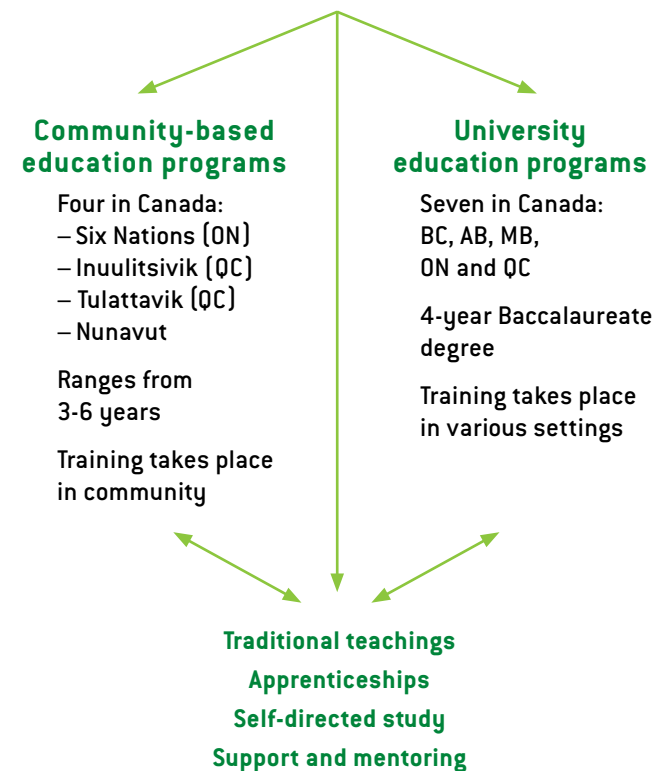 Community-based
education programs
Four in Canada:
– Six Nations (ON)
– Inuulitsivik (QC)
– Tulattavik (QC)
– Nunavut
Ranges from
3-6 years
Training takes place
in community
University
education programs
Seven in Canada:
BC, AB, MB,
ON and QC
4-year Baccalaureate
degree
Training takes place
in various settings
Traditional teachings
Apprenticeships
Self-directed study
Support and mentoring